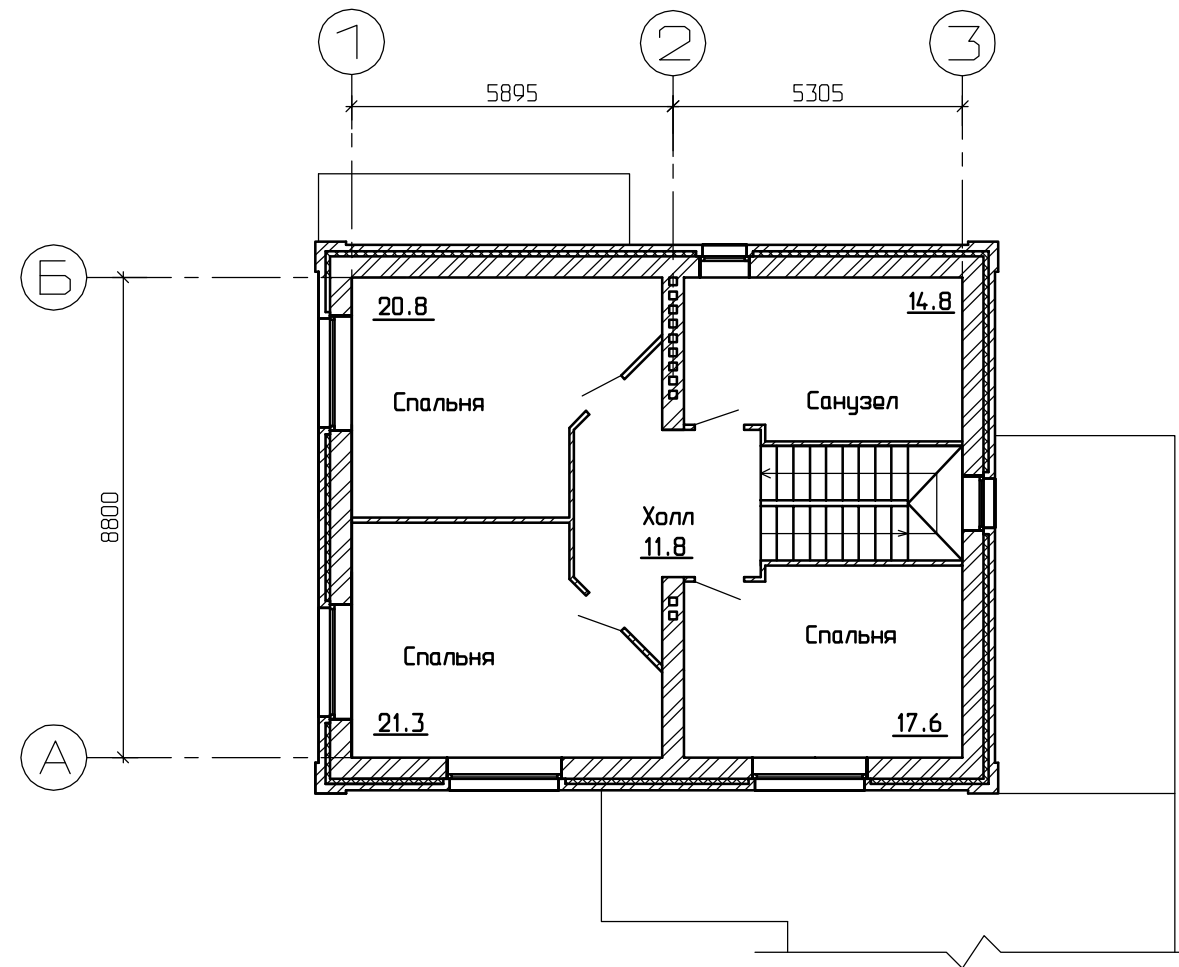 1
2
3
5895
5305
Б
20.8
14.8
Спальня
Санузел
8800
Холл
11.8
Спальня
Спальня
21.3
17.6
А